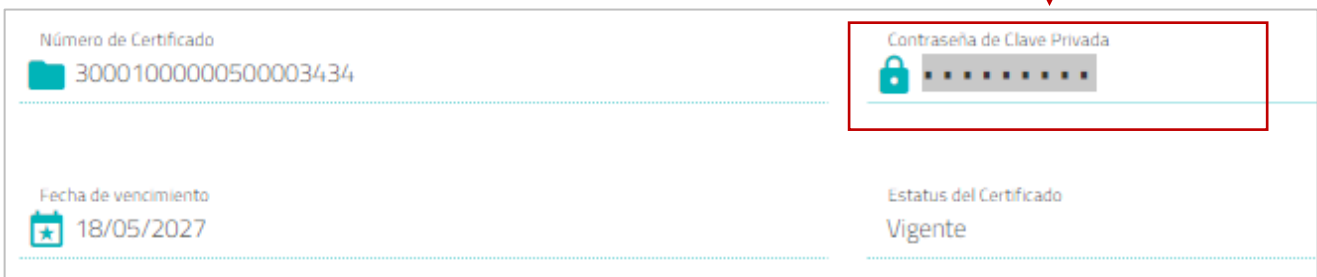 Número de Certificado
30001000000500003434
Contraseña de Clave Privada
Fecha de vencimiento
18/05/2027
Estatus del Certificado
Vigente